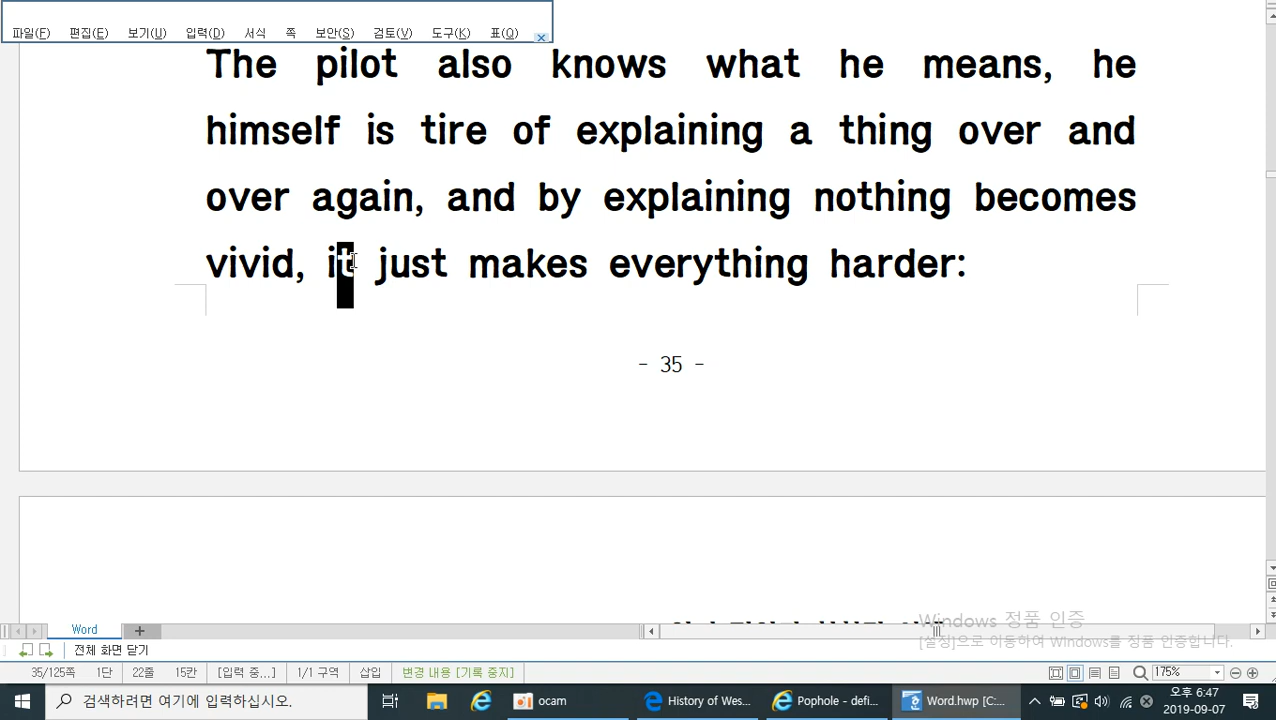 파일(F) 편집(E) 보기(U) 입력(D) 서식 쪽 보안(S) 검토(V) 도구(K) 표(Q)
The pilot also knows what he means, he
himself is tire of explaining a thing over and
over again, and by explaining nothing becomes
vivid, it just makes everything harder:
- 35 -
Windows 정품 인증
[설정]으로 이동하여 Windows를 정품 인증합니다.
Word
전체 화면 닫기
35/125쪽 1단 22줄 15칸 [입력 중...] 1/1 구역 삽입 변경 내용 [기록 중지] 175%
검색하려면 여기에 입력하십시오. ocam History of Wes... Pophole - defi... Word.hwp [C:... 오후 6:47
2019-09-07